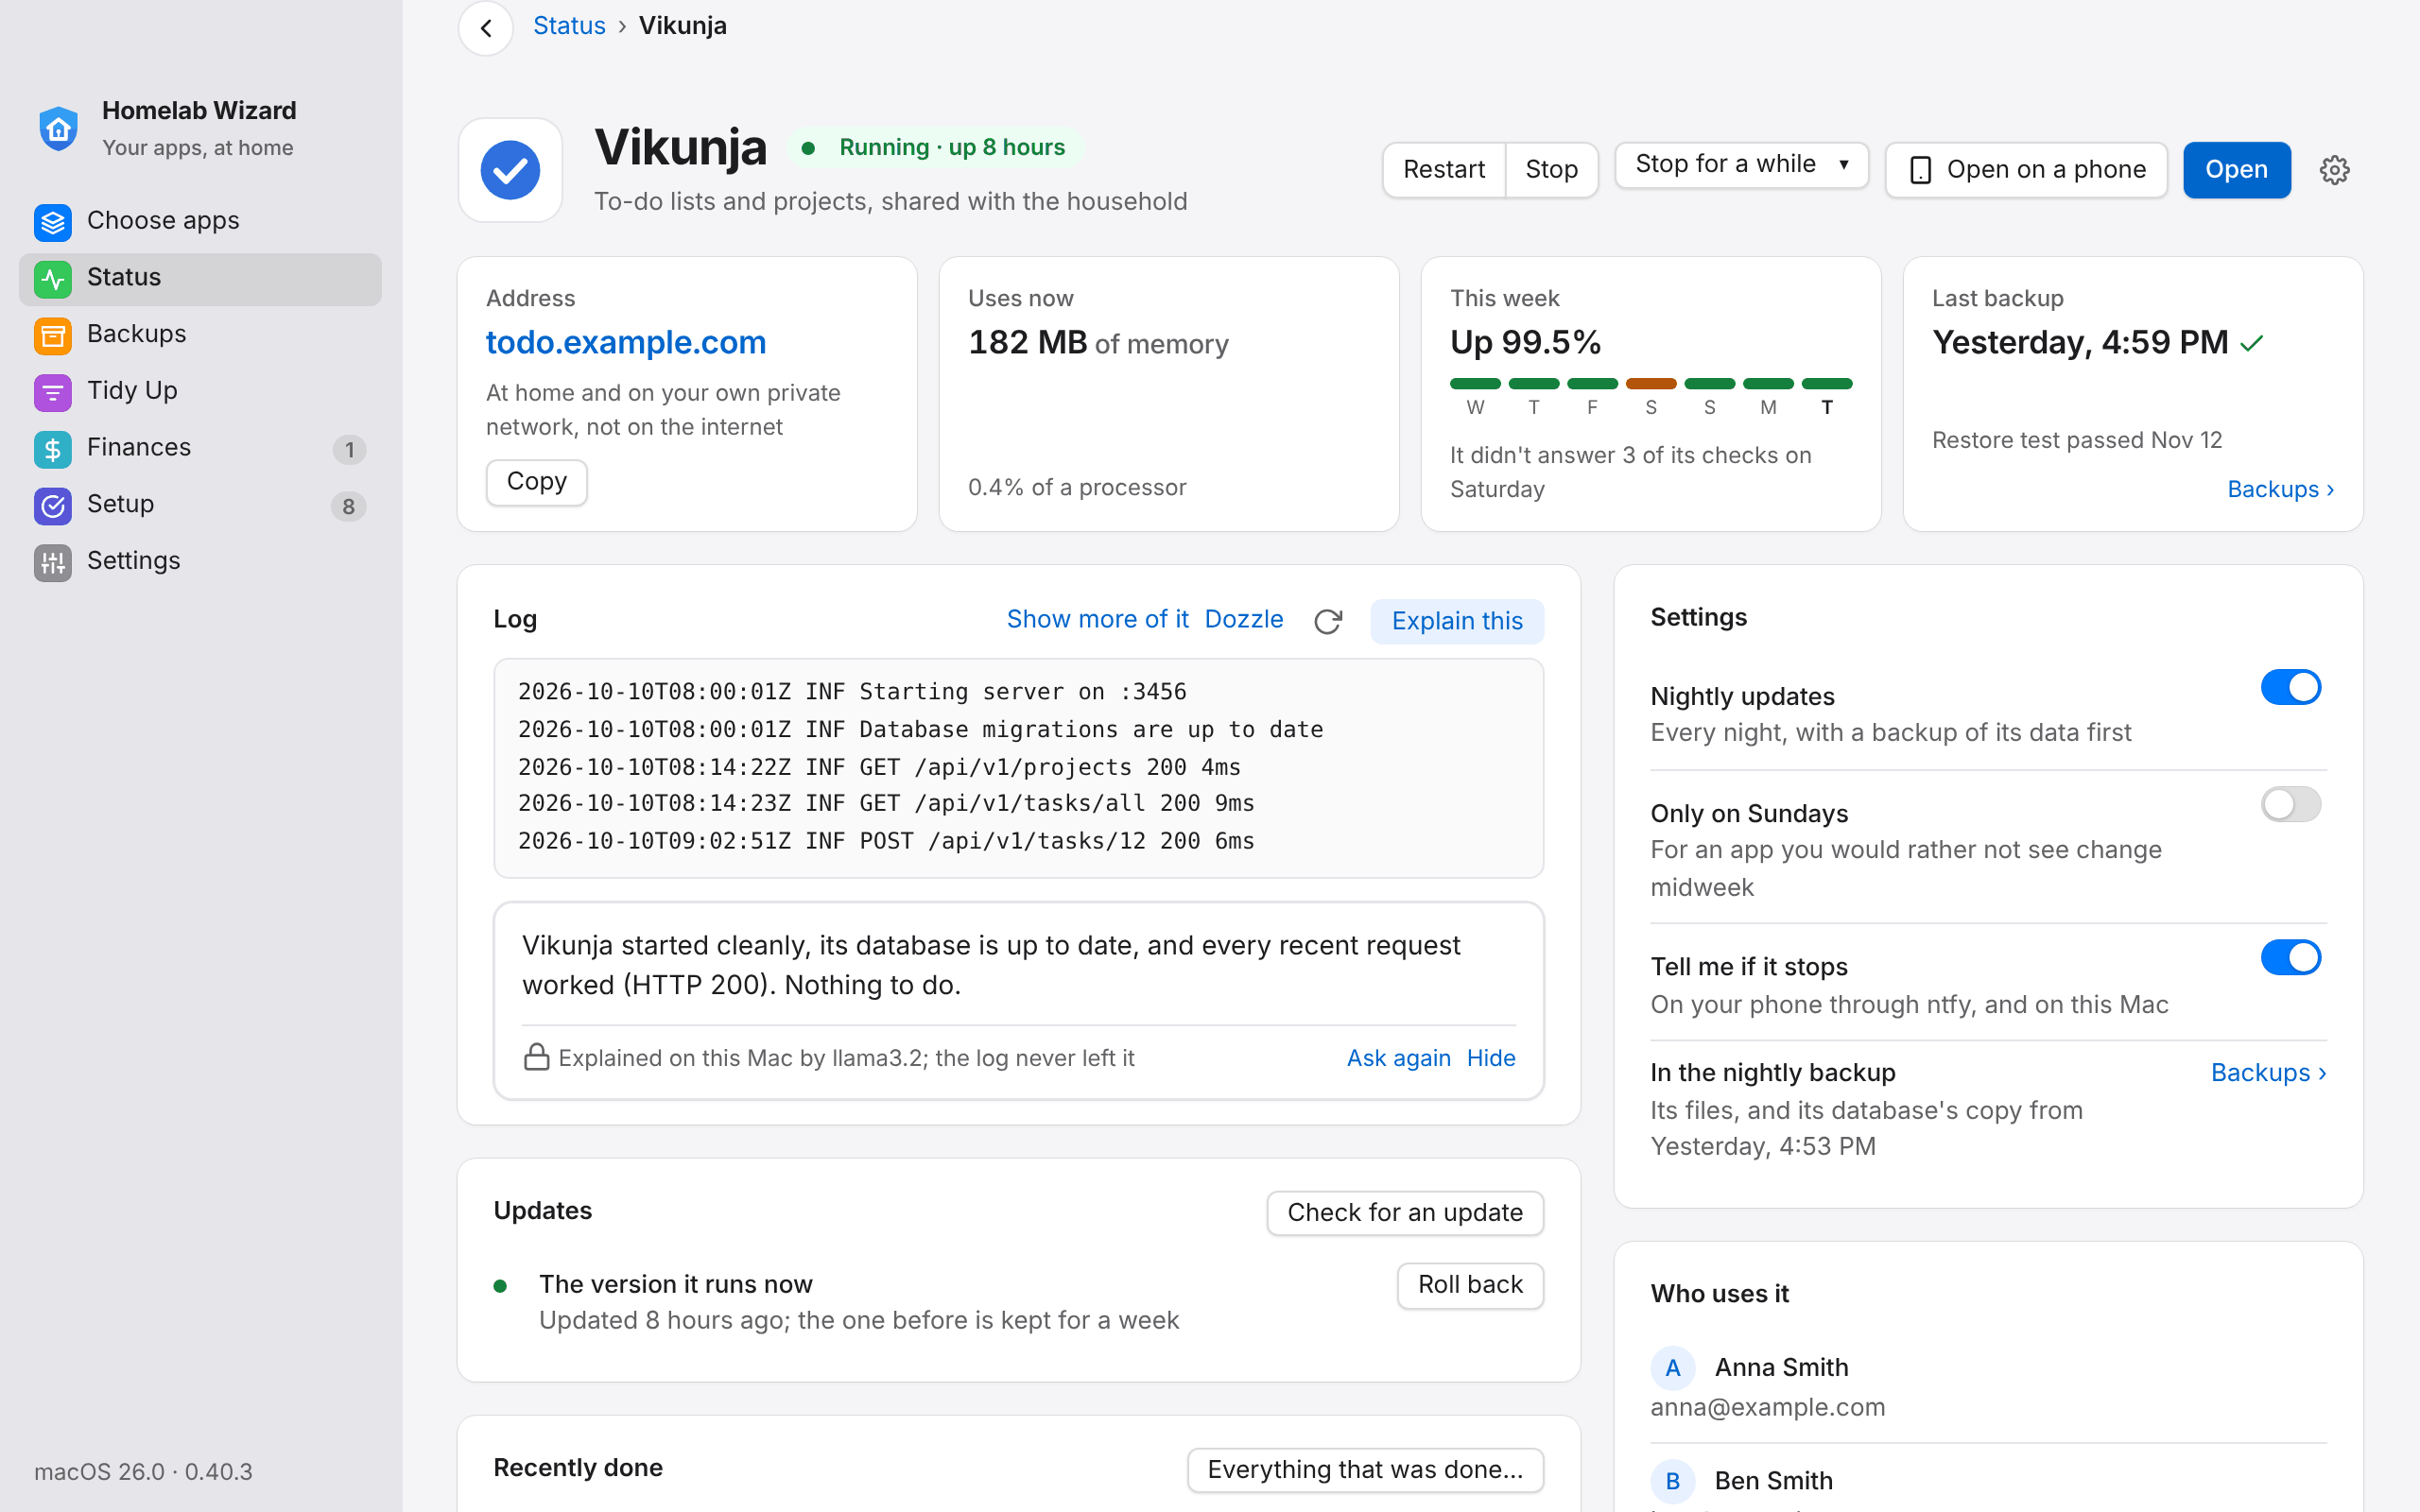 Homelab Wizard
Your apps, at home
Choose apps
Status
Backups
Tidy Up
Finances 1
Setup 8
Settings
macOS 26.0 · 0.40.3
Status › Vikunja
Vikunja
Running · up 8 hours
To-do lists and projects, shared with the household
Restart
Stop
Stop for a while ▾
Open on a phone
Open
Address
todo.example.com
At home and on your own private
network, not on the internet
Copy
Uses now
182 MB of memory
0.4% of a processor
This week
Up 99.5%
W T F S S M T
It didn't answer 3 of its checks on
Saturday
Last backup
Yesterday, 4:59 PM ✓
Restore test passed Nov 12
Backups ›
Log
Show more of it
Dozzle
Explain this
2026-10-10T08:00:01Z INF Starting server on :3456
2026-10-10T08:00:01Z INF Database migrations are up to date
2026-10-10T08:14:22Z INF GET /api/v1/projects 200 4ms
2026-10-10T08:14:23Z INF GET /api/v1/tasks/all 200 9ms
2026-10-10T09:02:51Z INF POST /api/v1/tasks/12 200 6ms
Vikunja started cleanly, its database is up to date, and every recent request
worked (HTTP 200). Nothing to do.
Explained on this Mac by llama3.2; the log never left it
Ask again
Hide
Updates
Check for an update
The version it runs now
Updated 8 hours ago; the one before is kept for a week
Roll back
Recently done
Everything that was done...
Settings
Nightly updates
Every night, with a backup of its data first
Only on Sundays
For an app you would rather not see change
midweek
Tell me if it stops
On your phone through ntfy, and on this Mac
In the nightly backup
Backups ›
Its files, and its database's copy from
Yesterday, 4:53 PM
Who uses it
A Anna Smith
anna@example.com
B Ben Smith